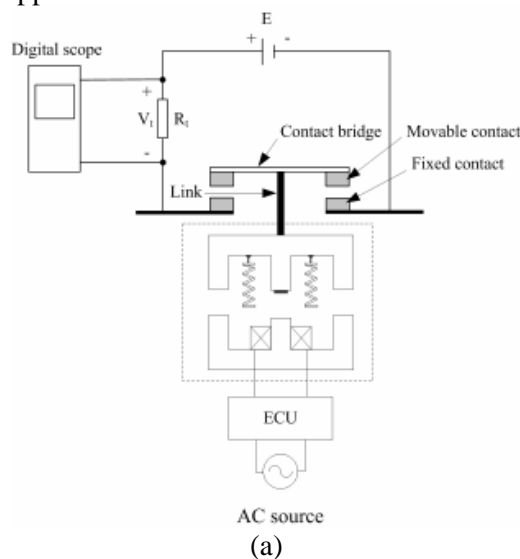 E
+ -
Digital scope
+
Vt Rt
-
Contact bridge
Movable contact
Fixed contact
Link
ECU
AC source
(a)